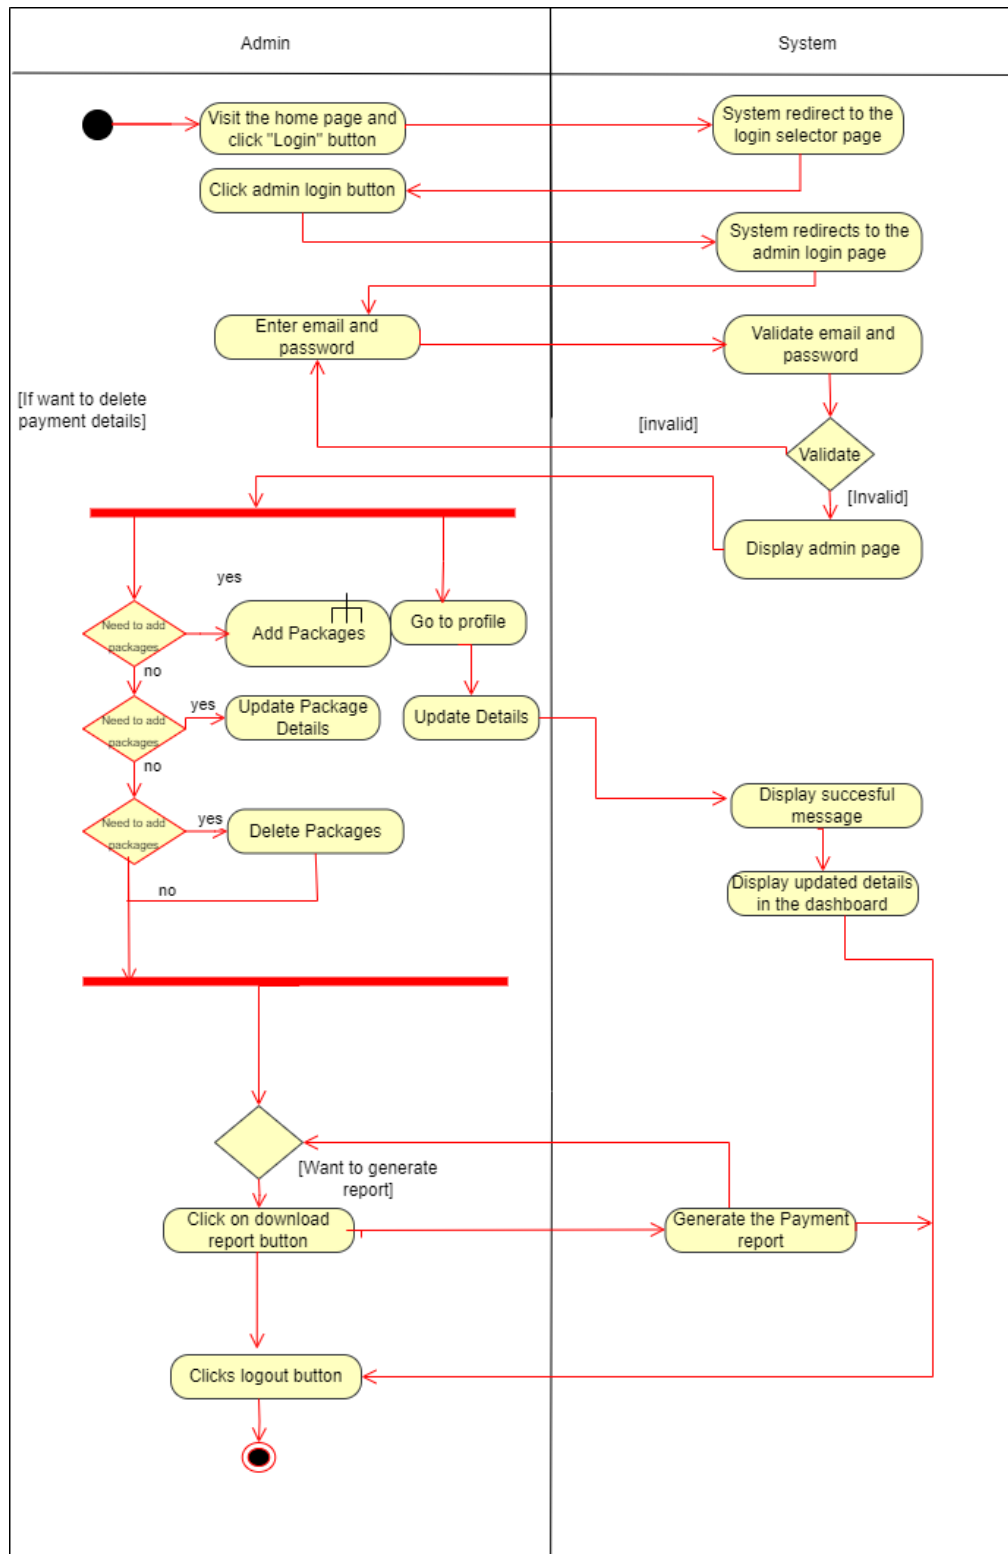 Admin
System
Visit the home page and
click "Login" button
System redirect to the
login selector page
Click admin login button
System redirects to the
admin login page
Enter email and
password
Validate email and
password
[If want to delete
payment details]
[invalid]
Validate
[Invalid]
Display admin page
yes
Need to add
packages
Add Packages
Go to profile
no
yes
Need to add
packages
Update Package
Details
Update Details
no
Need to add
packages
yes
Delete Packages
no
Display succesful
message
Display updated details
in the dashboard
[Want to generate
report]
Click on download
report button
Generate the Payment
report
Clicks logout button